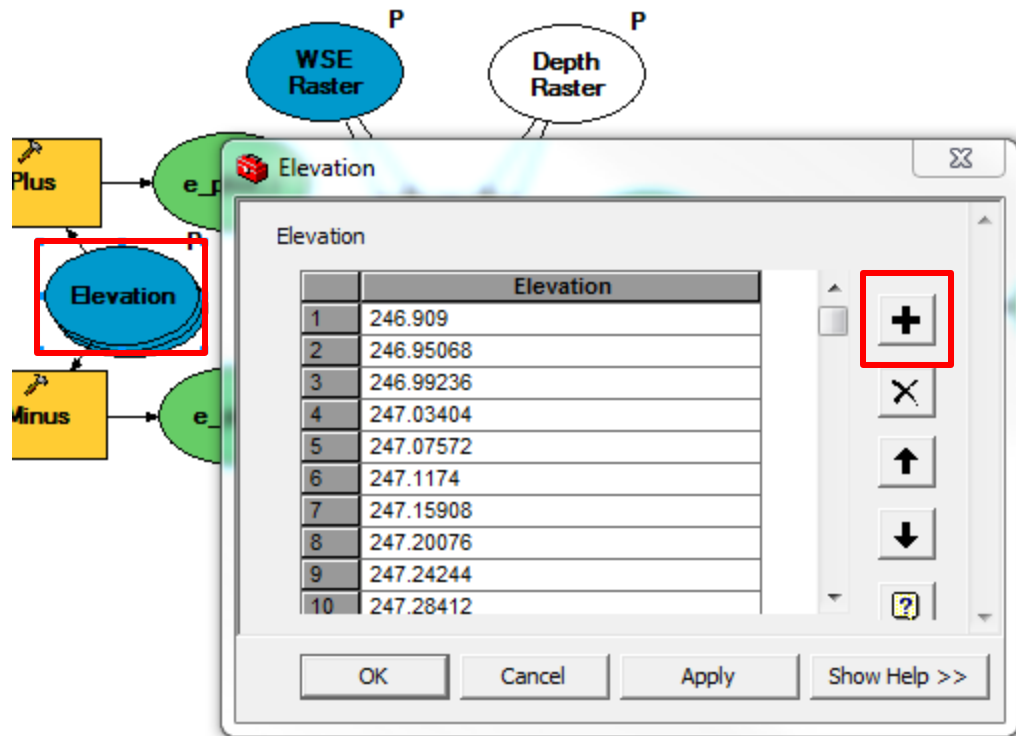 P
P
WSE
Raster
Depth
Raster
Plus
e_p
P
Elevation
Minus
e_
Elevation
Elevation
Elevation
1 246.909
2 246.95068
3 246.99236
4 247.03404
5 247.07572
6 247.1174
7 247.15908
8 247.20076
9 247.24244
10 247.28412
OK Cancel Apply Show Help >>